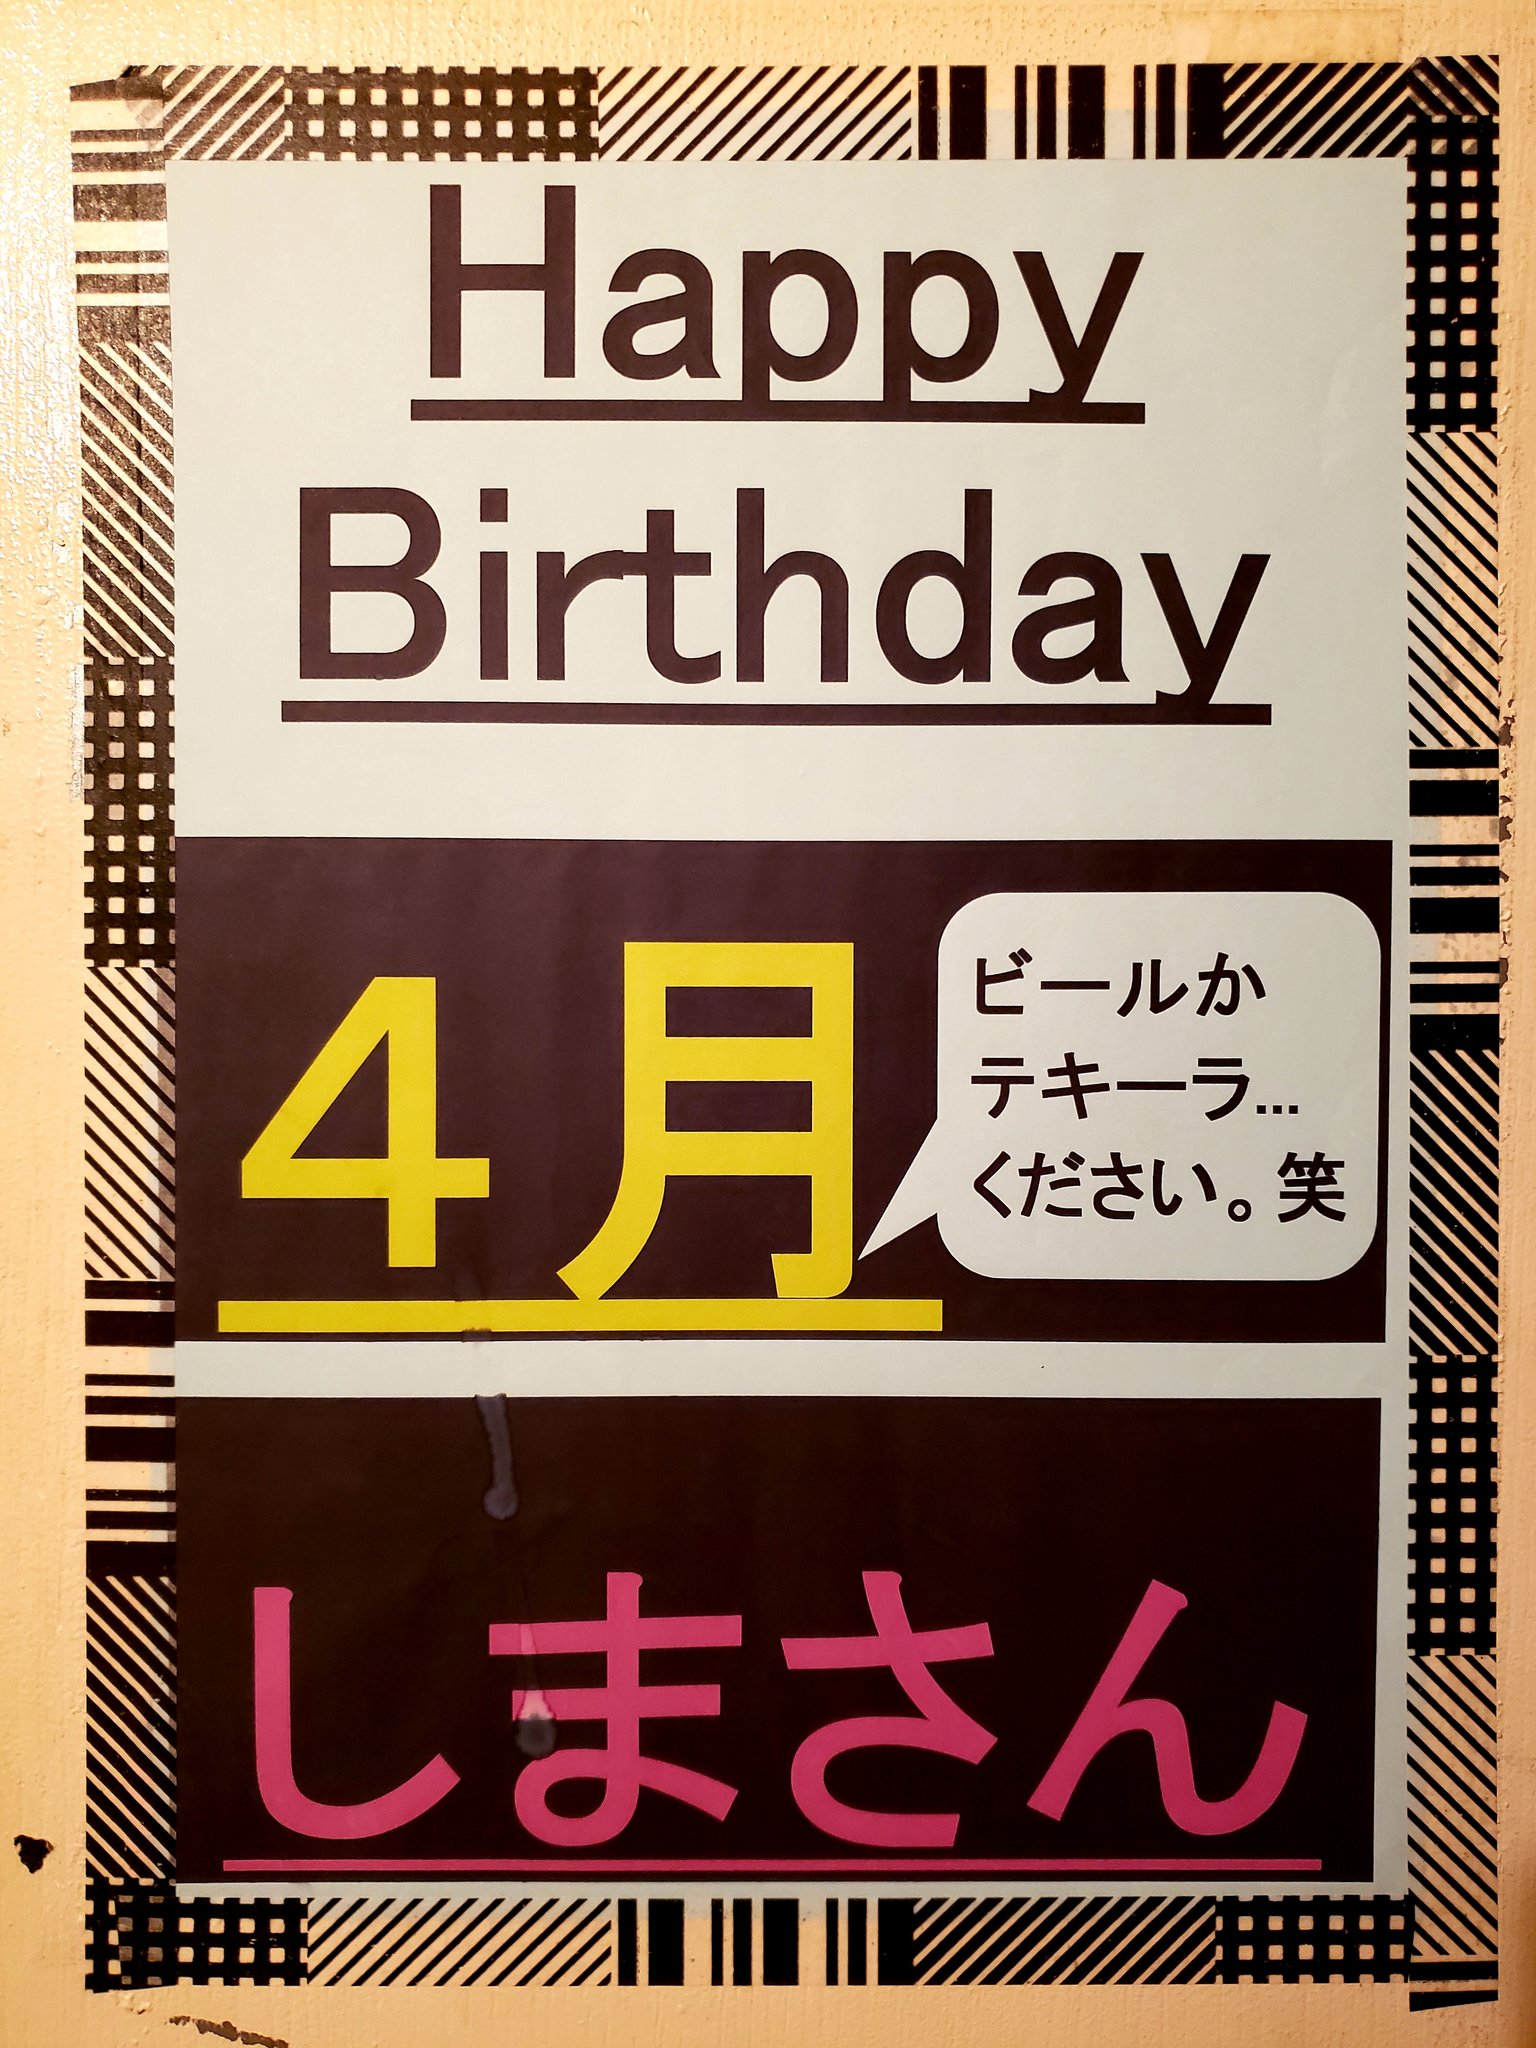 Happy
Birthday
４月
ビールか
テキーラ...
ください。笑
しまさん